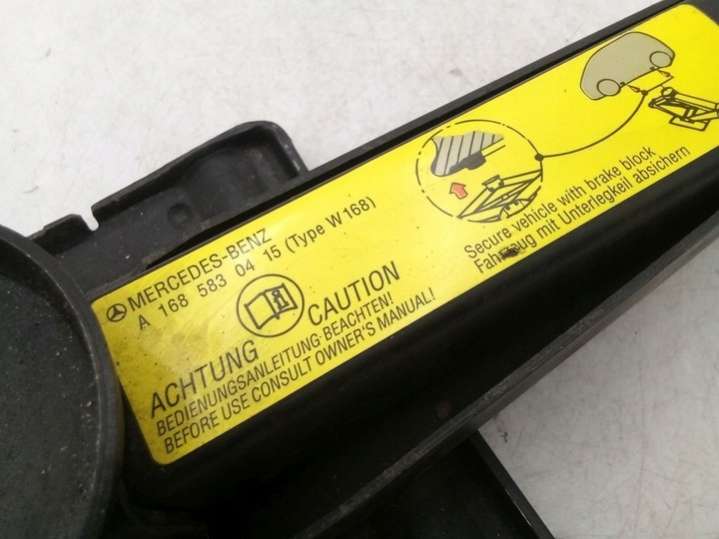 MERCEDES-BENZ
A 168 583 04 15 (Type W168)
ACHTUNG CAUTION
BEDIENUNGSANLEITUNG BEACHTEN!
BEFORE USE CONSULT OWNER'S MANUAL!
Secure vehicle with brake block
Fahrzeug mit Unterlegkeil absichern